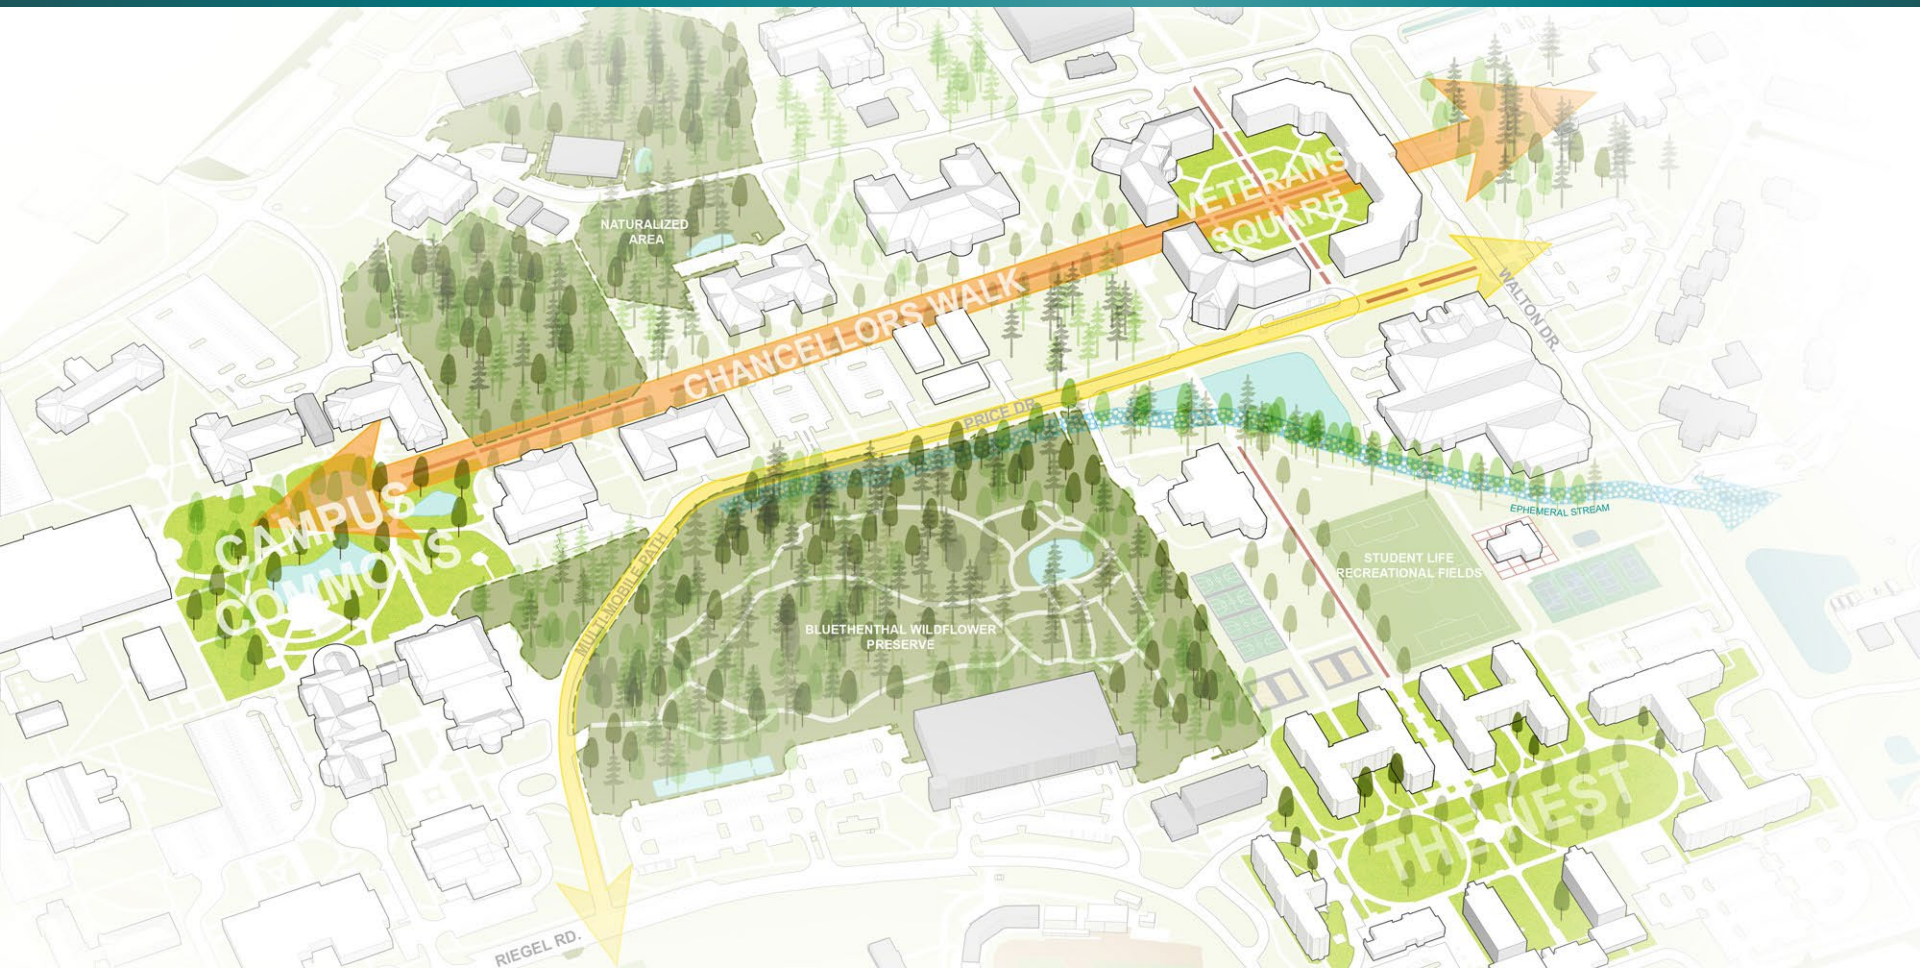 VETERANS
SQUARE
NATURALIZED
AREA
CHANCELLORS WALK
WALTON DR.
PRICE DR.
CAMPUS
COMMONS
EPHEMERAL STREAM
STUDENT LIFE
RECREATIONAL FIELDS
MULTI-MOBILE PATH
BLUETHENTHAL WILDFLOWER
PRESERVE
THE NEST
RIEGEL RD.